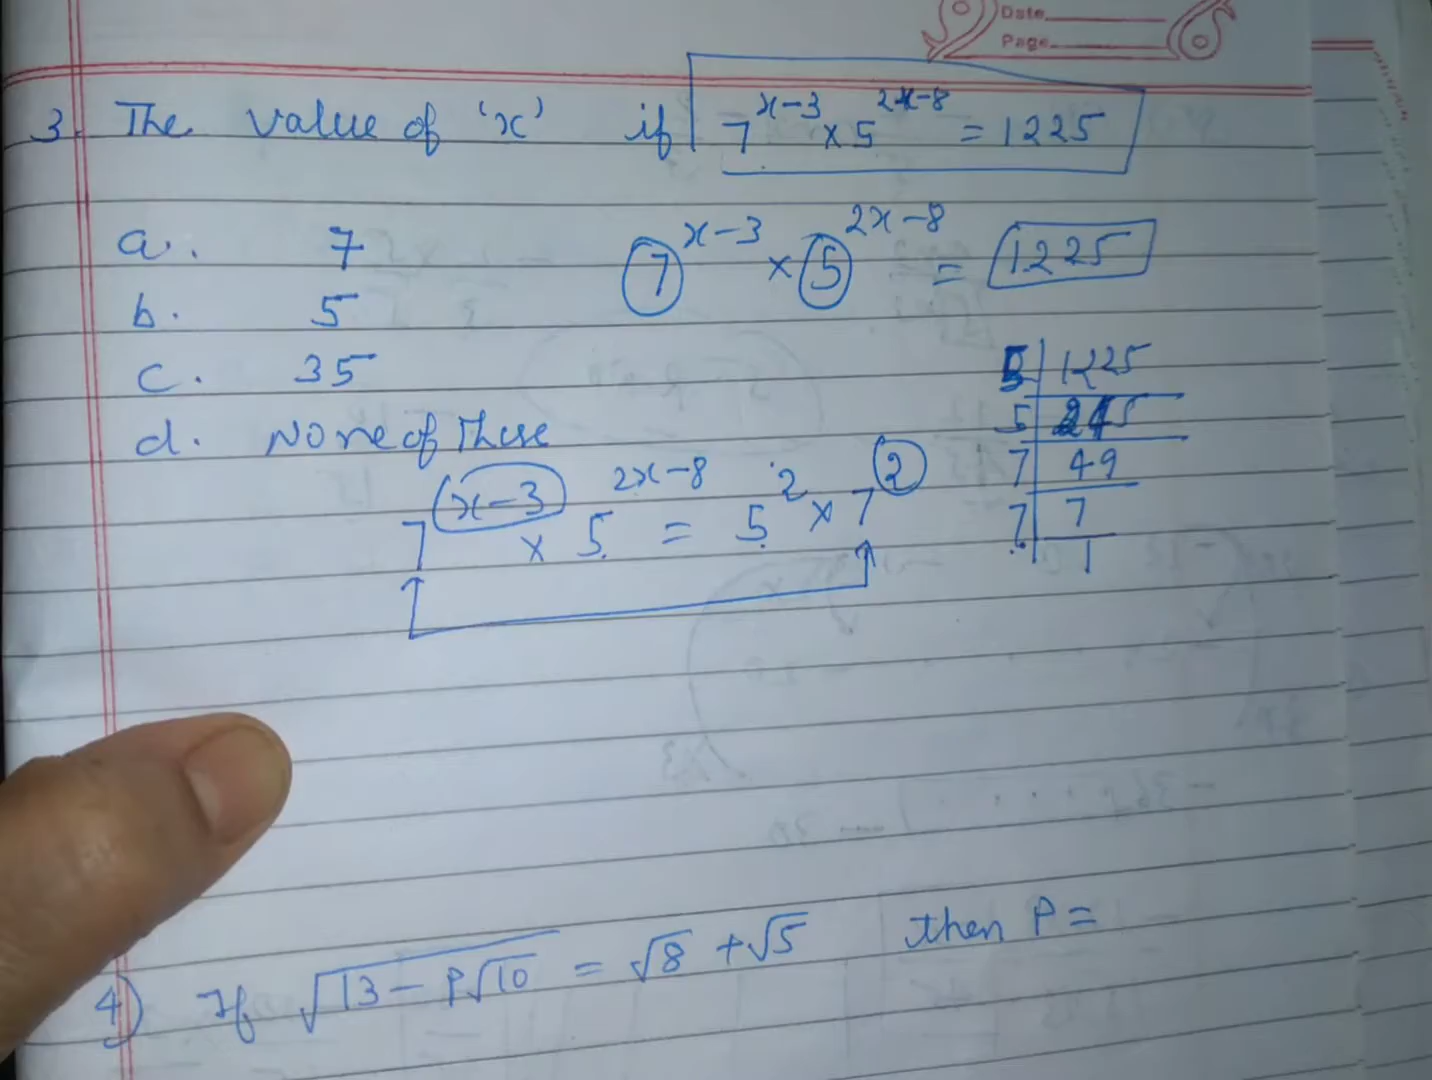 Date
Page
3. The value of 'x' if 7^{x-3} × 5^{2x-8} = 1225
a. 7
7^{x-3} × 5^{2x-8} = 1225
b. 5
c. 35
d. None of These
5 | 1225
5 | 245
7 | 49
7 | 7
1
7^{(x-3)} × 5^{2x-8} = 5^2 × 7^2
4) If √(13 - P√10) = √8 + √5 then P =